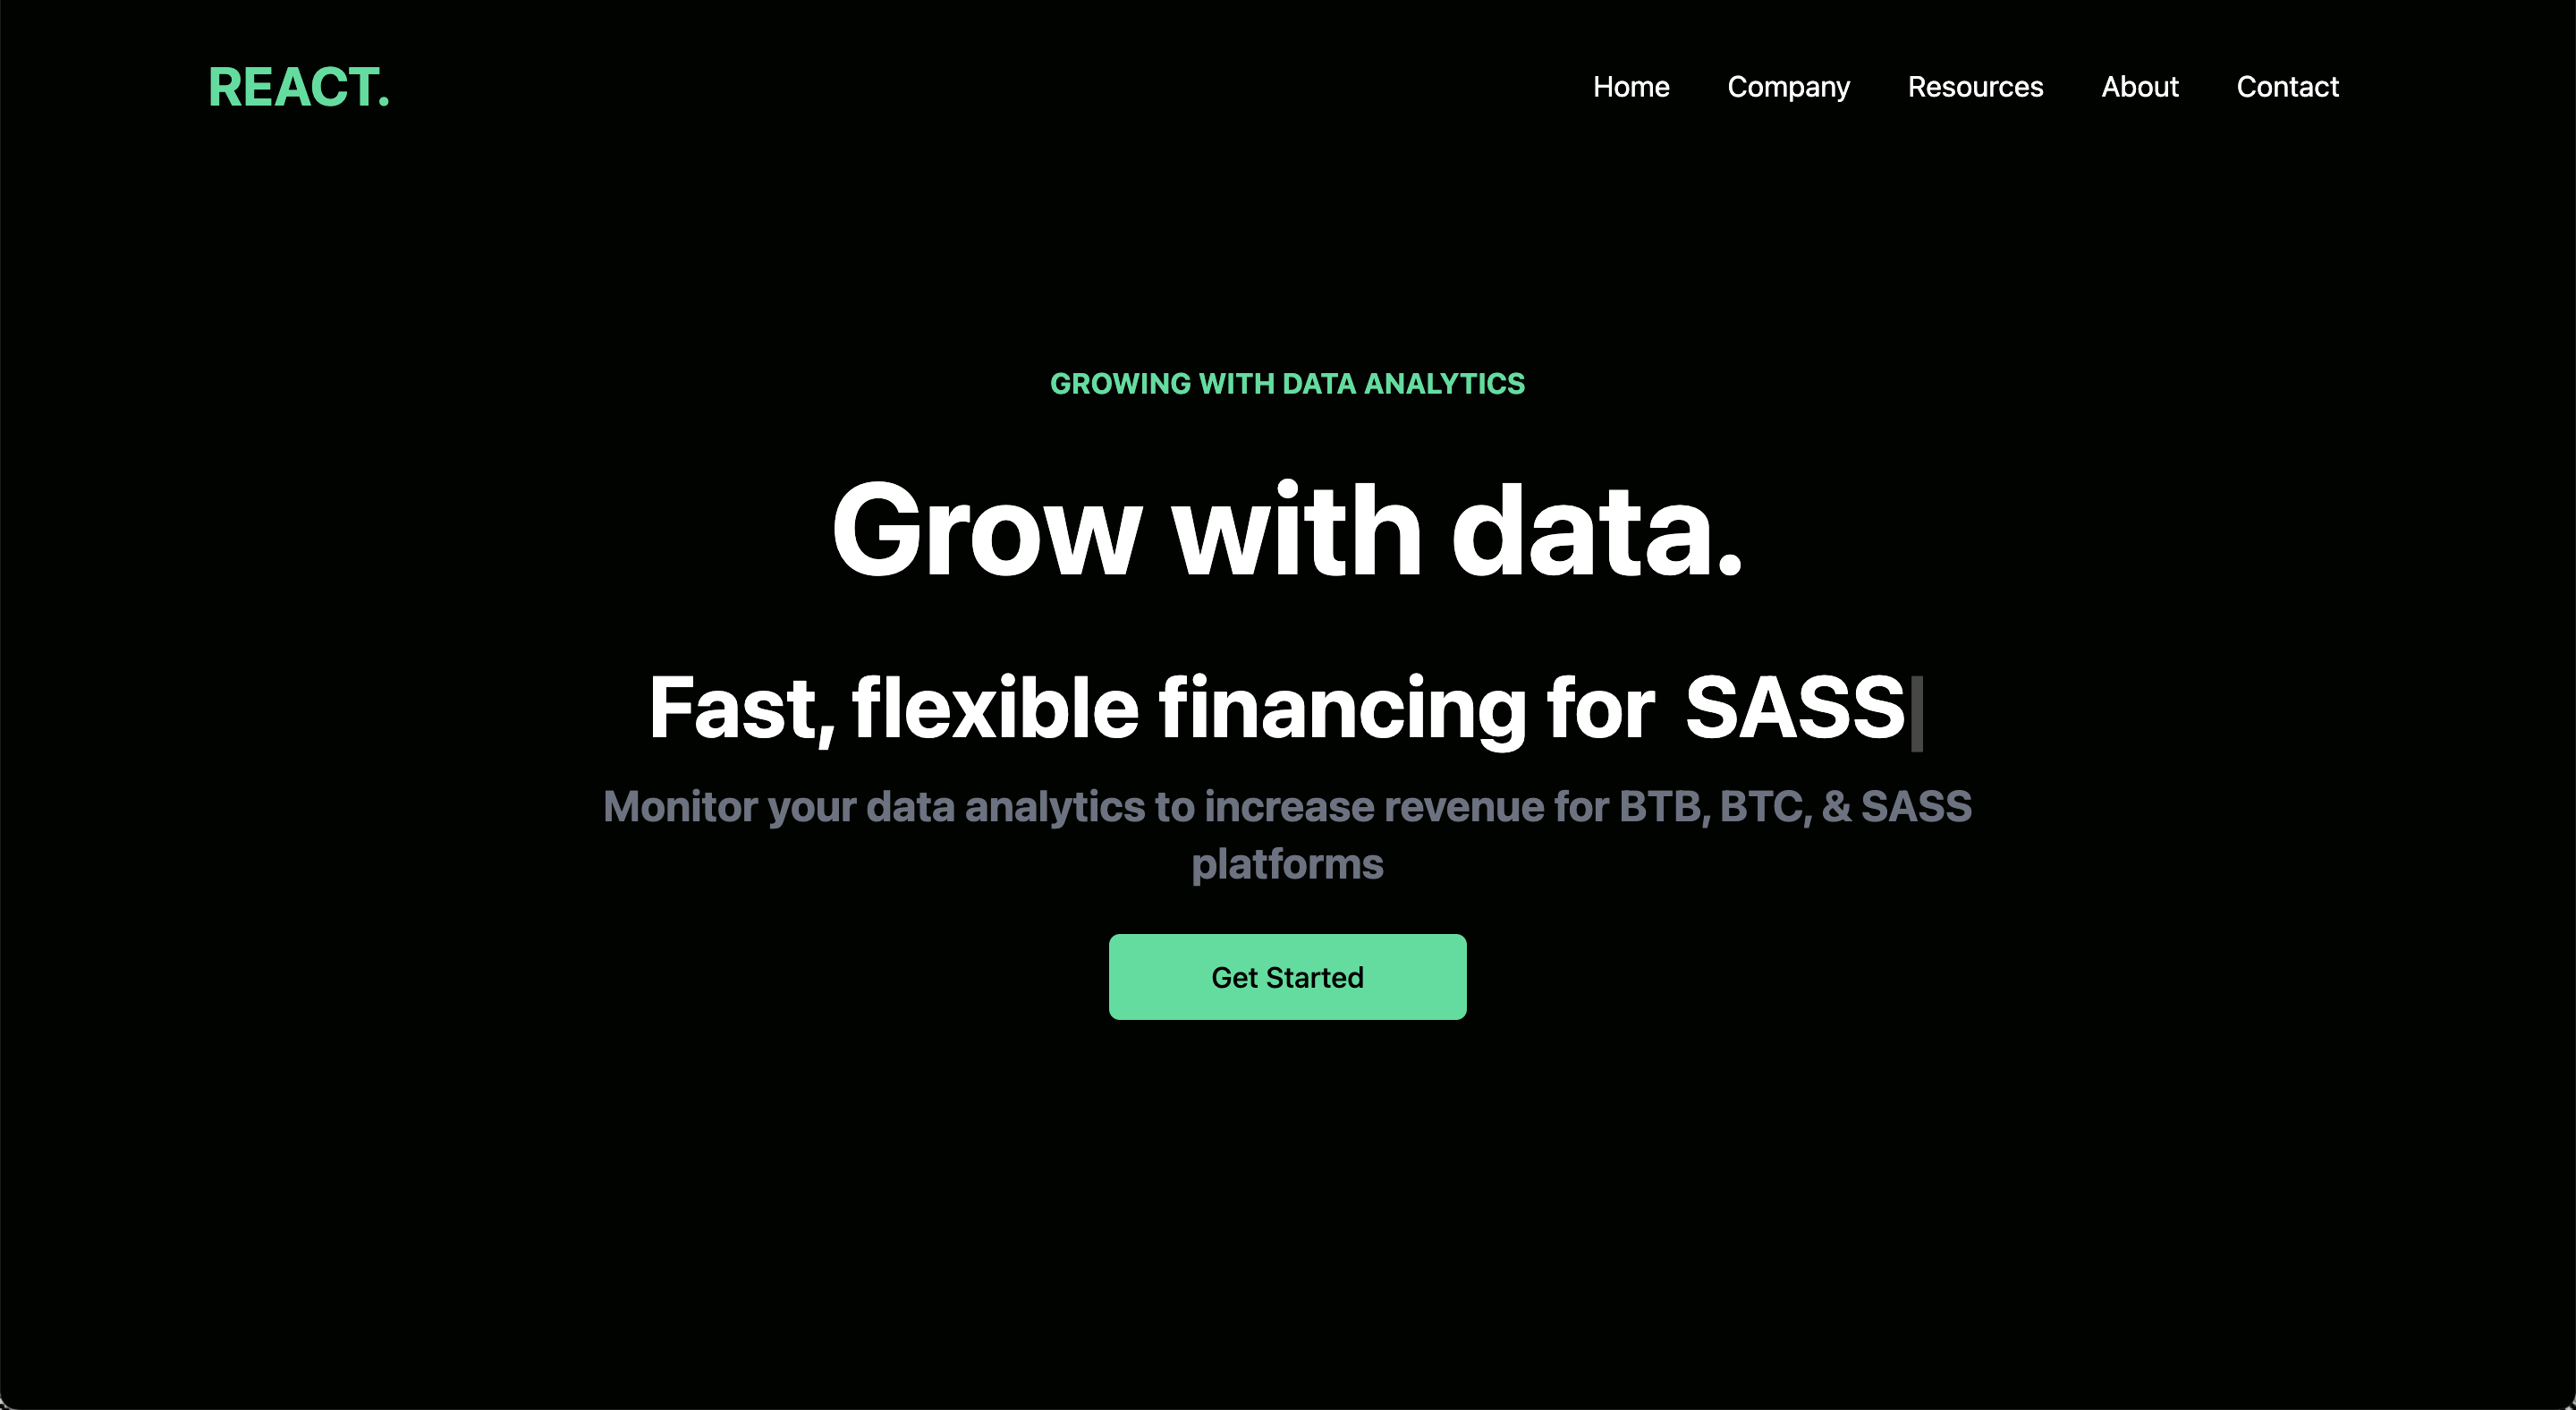 REACT.
Home Company Resources About Contact
GROWING WITH DATA ANALYTICS
Grow with data.
Fast, flexible financing for SASS|
Monitor your data analytics to increase revenue for BTB, BTC, & SASS
platforms
Get Started